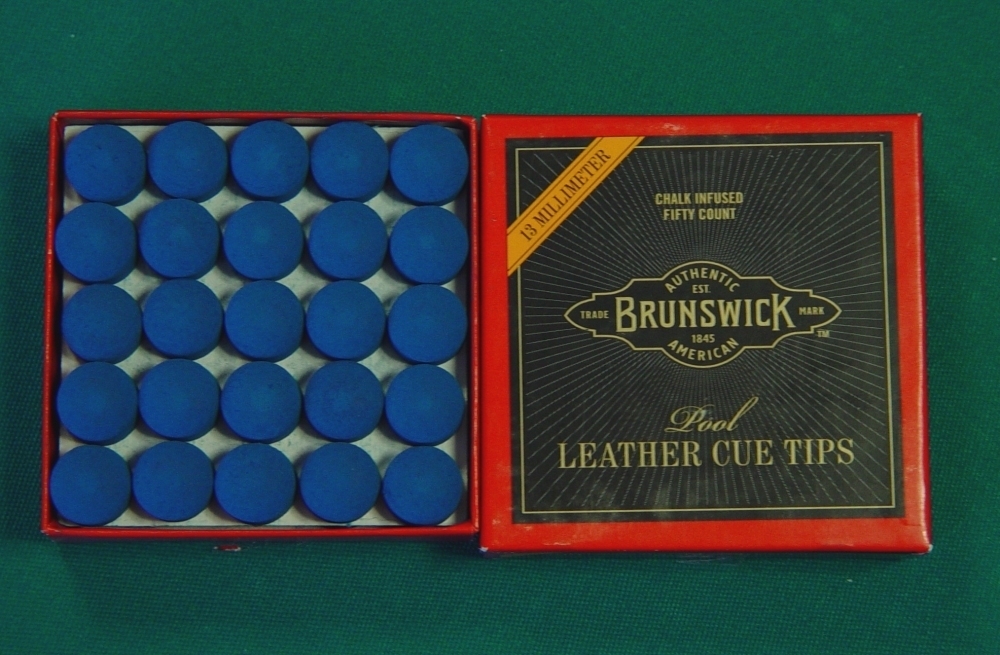 13 MILLIMETER
CHALK INFUSED
FIFTY COUNT
AUTHENTIC
EST.
TRADE BRUNSWICK MARK
TM
1845
AMERICAN
Pool
LEATHER CUE TIPS